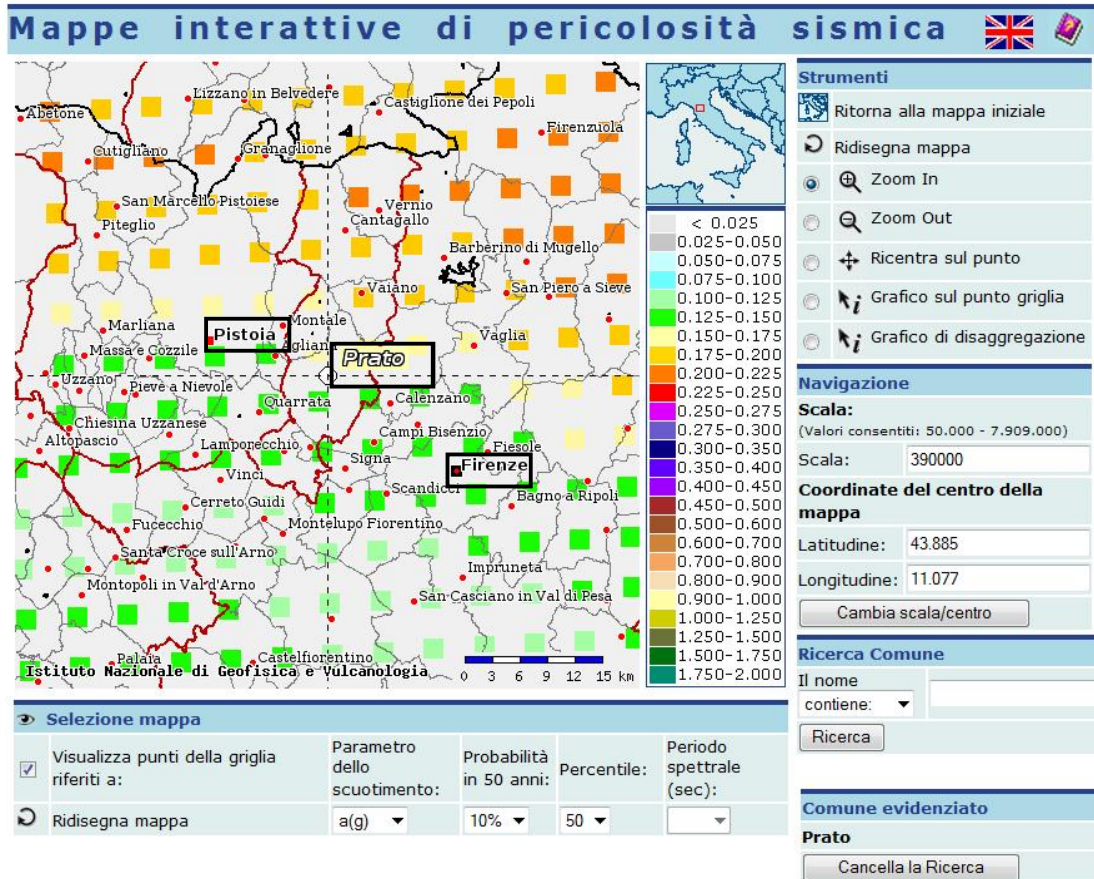 Mappe interattive di pericolosità sismica
Lizzano in Belvedere
Castiglione dei Pepoli
Abetone
Firenzuola
Cutigliano
Granaglione
San Marcello Pistoiese
Vernio
Piteglio
Cantagallo
Barberino di Mugello
Vaiano
San Piero a Sieve
Marliana
Montale
Pistoia
Vaglia
Agliana
Massa e Cozzile
Prato
Uzzano
Pieve a Nievole
Quarrata
Calenzano
Chiesina Uzzanese
Campi Bisenzio
Altopascio
Lamporecchio
Fiesole
Signa
Firenze
Vinci
Scandicci
Cerreto Guidi
Bagno a Ripoli
Fucecchio
Montelupo Fiorentino
Santa Croce sull'Arno
Impruneta
Montopoli in Val d'Arno
San Casciano in Val di Pesa
Palaia
Castelfiorentino
Istituto Nazionale di Geofisica e Vulcanologia
0 3 6 9 12 15 km
< 0.025
0.025-0.050
0.050-0.075
0.075-0.100
0.100-0.125
0.125-0.150
0.150-0.175
0.175-0.200
0.200-0.225
0.225-0.250
0.250-0.275
0.275-0.300
0.300-0.350
0.350-0.400
0.400-0.450
0.450-0.500
0.500-0.600
0.600-0.700
0.700-0.800
0.800-0.900
0.900-1.000
1.000-1.250
1.250-1.500
1.500-1.750
1.750-2.000
Strumenti
Ritorna alla mappa iniziale
Ridisegna mappa
Zoom In
Zoom Out
Ricentra sul punto
i Grafico sul punto griglia
i Grafico di disaggregazione
Navigazione
Scala:
(Valori consentiti: 50.000 - 7.909.000)
Scala: 390000
Coordinate del centro della
mappa
Latitudine: 43.885
Longitudine: 11.077
Cambia scala/centro
Ricerca Comune
Il nome
contiene:
Ricerca
Comune evidenziato
Prato
Cancella la Ricerca
Selezione mappa
Visualizza punti della griglia
riferiti a:
Parametro
dello
scuotimento:
Probabilità
in 50 anni:
Percentile:
Periodo
spettrale
(sec):
Ridisegna mappa
a(g)
10%
50